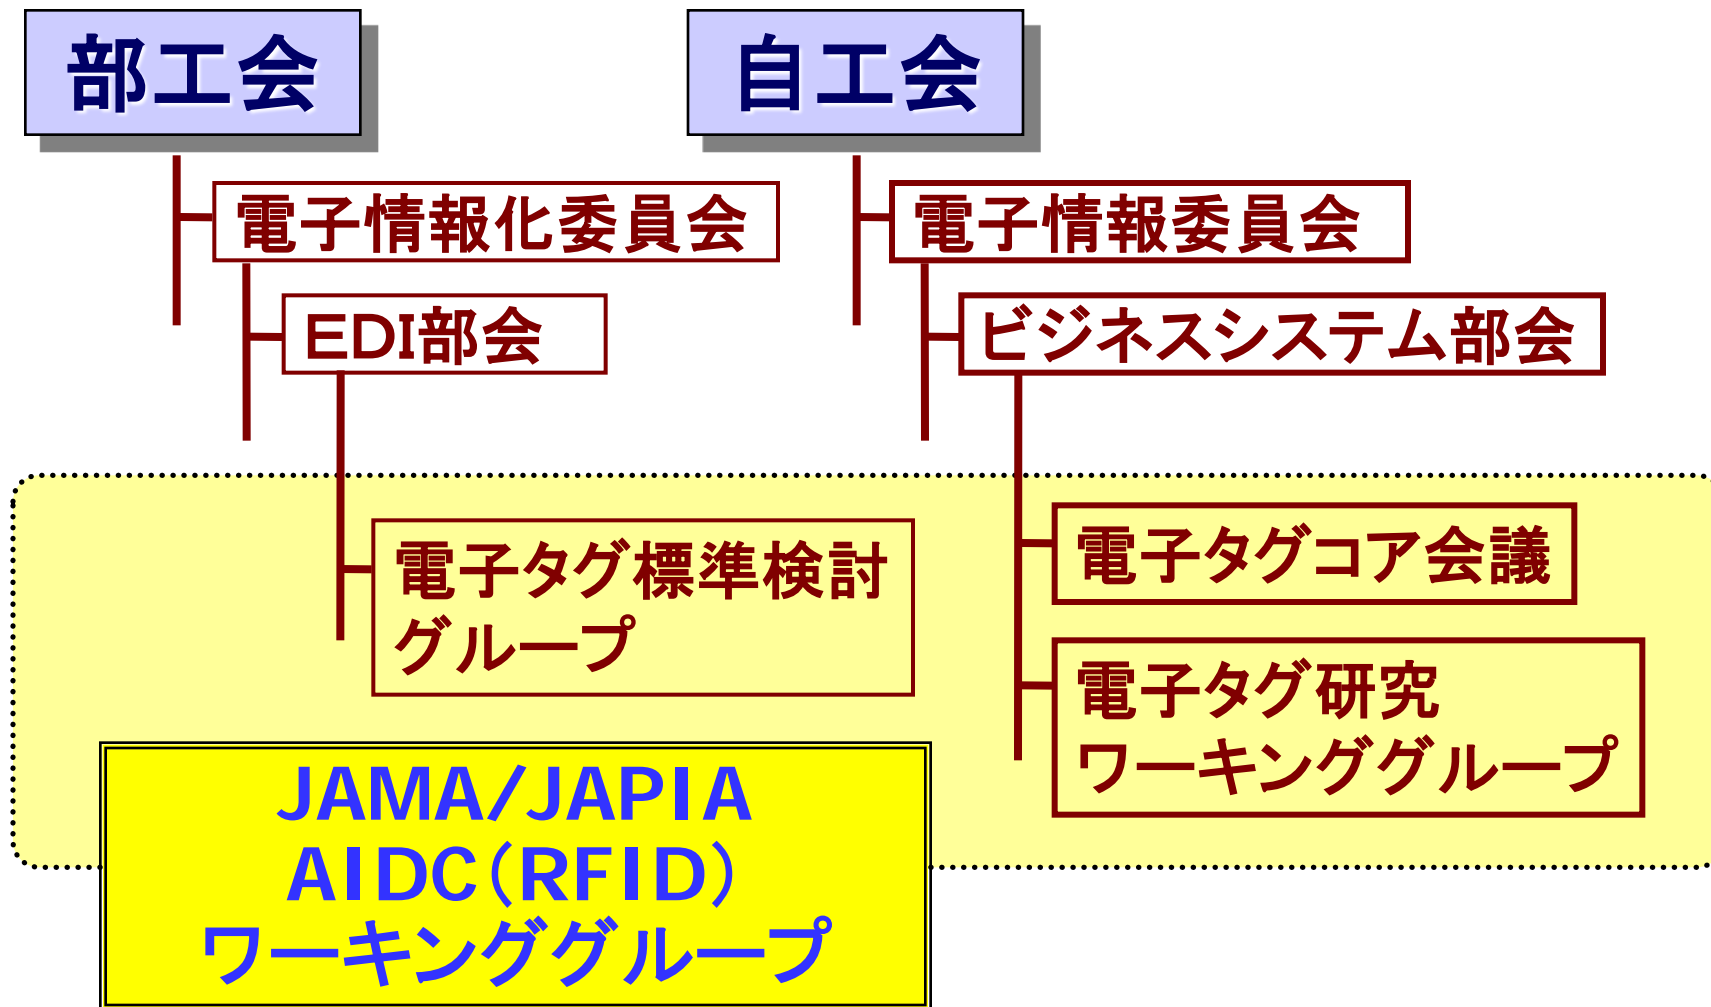 部工会
自工会
電子情報化委員会
電子情報委員会
EDI部会
ビジネスシステム部会
電子タグ標準検討
グループ
電子タグコア会議
電子タグ研究
ワーキンググループ
JAMA/JAPIA
AIDC(RFID)
ワーキンググループ